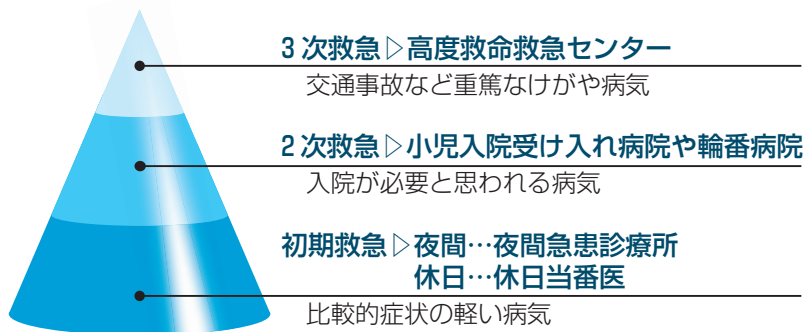 3次救急▷高度救命救急センター
交通事故など重篤なけがや病気
2次救急▷小児入院受け入れ病院や輪番病院
入院が必要と思われる病気
初期救急▷夜間…夜間急患診療所
休日…休日当番医
比較的症状の軽い病気